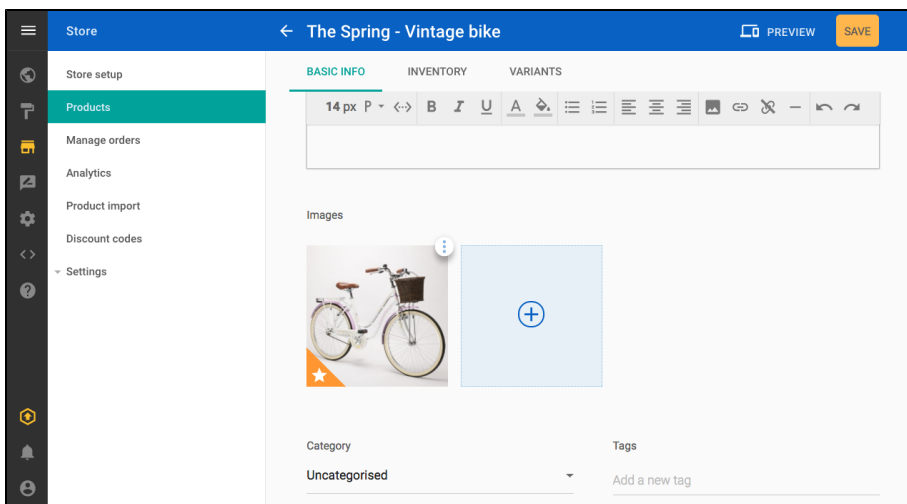 Store
The Spring - Vintage bike
PREVIEW
SAVE
Store setup
Products
Manage orders
Analytics
Product import
Discount codes
Settings
BASIC INFO
INVENTORY
VARIANTS
14 px P B I U A
Images
Category
Tags
Uncategorised
Add a new tag